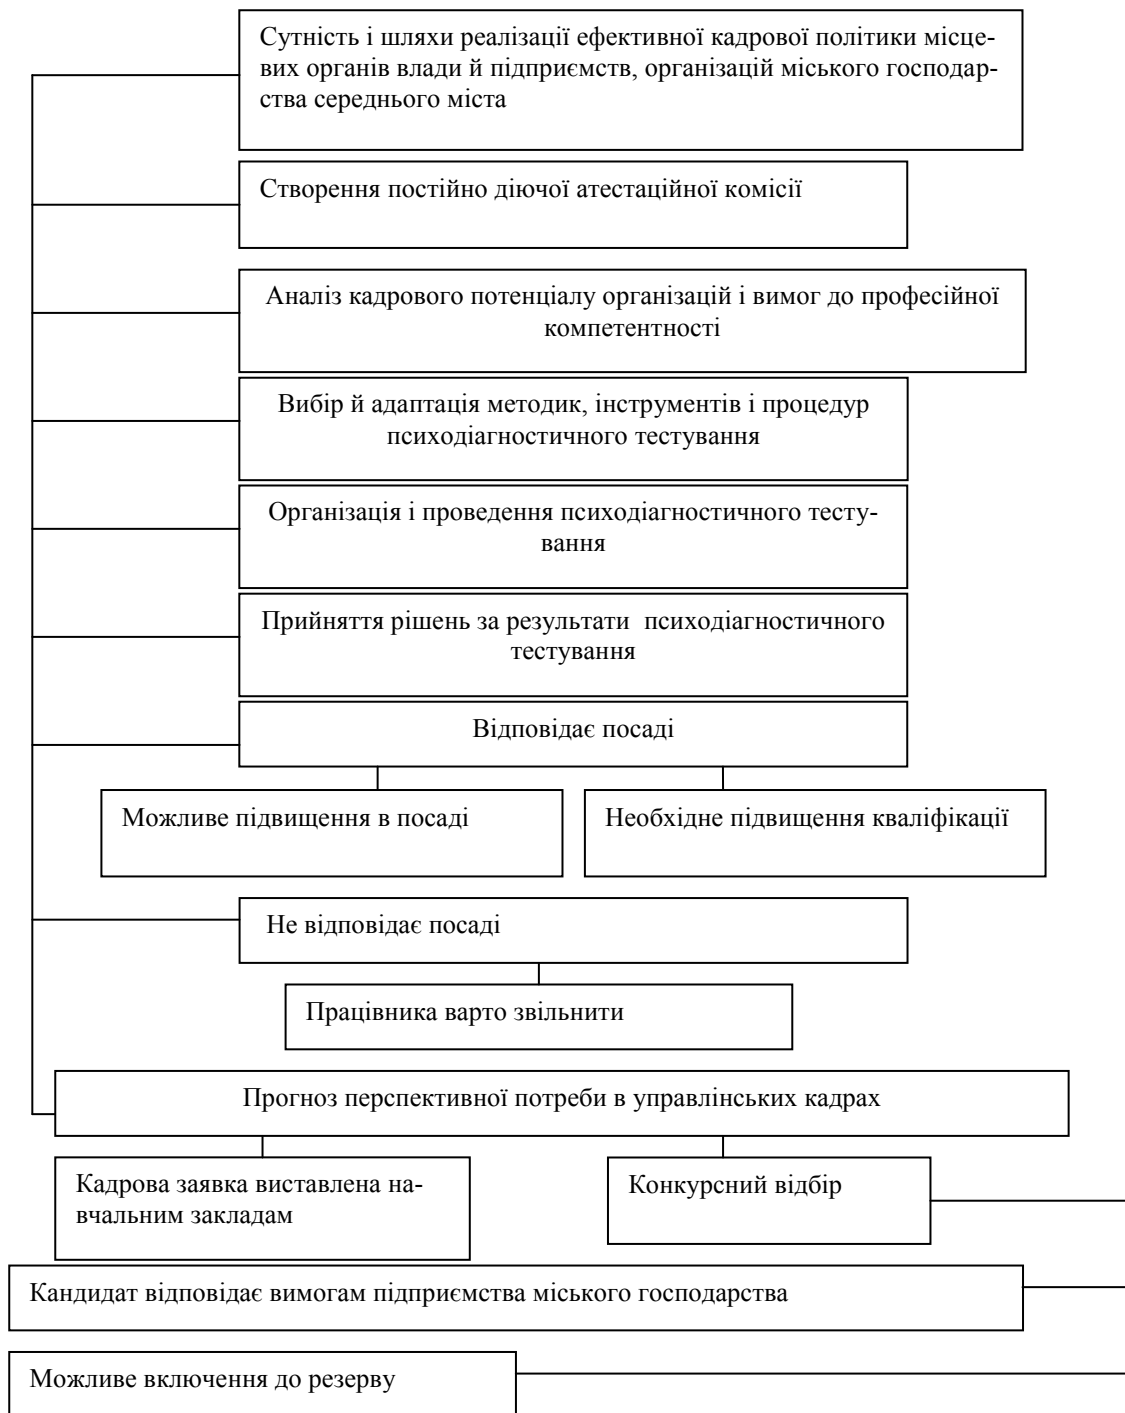 Сутність і шляхи реалізації ефективної кадрової політики місце-
вих органів влади й підприємств, організацій міського господар-
ства середнього міста
Створення постійно діючої атестаційної комісії
Аналіз кадрового потенціалу організацій і вимог до професійної
компетентності
Вибір й адаптація методик, інструментів і процедур
психодіагностичного тестування
Організація і проведення психодіагностичного тесту-
вання
Прийняття рішень за результати психодіагностичного
тестування
Відповідає посаді
Можливе підвищення в посаді
Необхідне підвищення кваліфікації
Не відповідає посаді
Працівника варто звільнити
Прогноз перспективної потреби в управлінських кадрах
Кадрова заявка виставлена на-
вчальним закладам
Конкурсний відбір
Кандидат відповідає вимогам підприємства міського господарства
Можливе включення до резерву